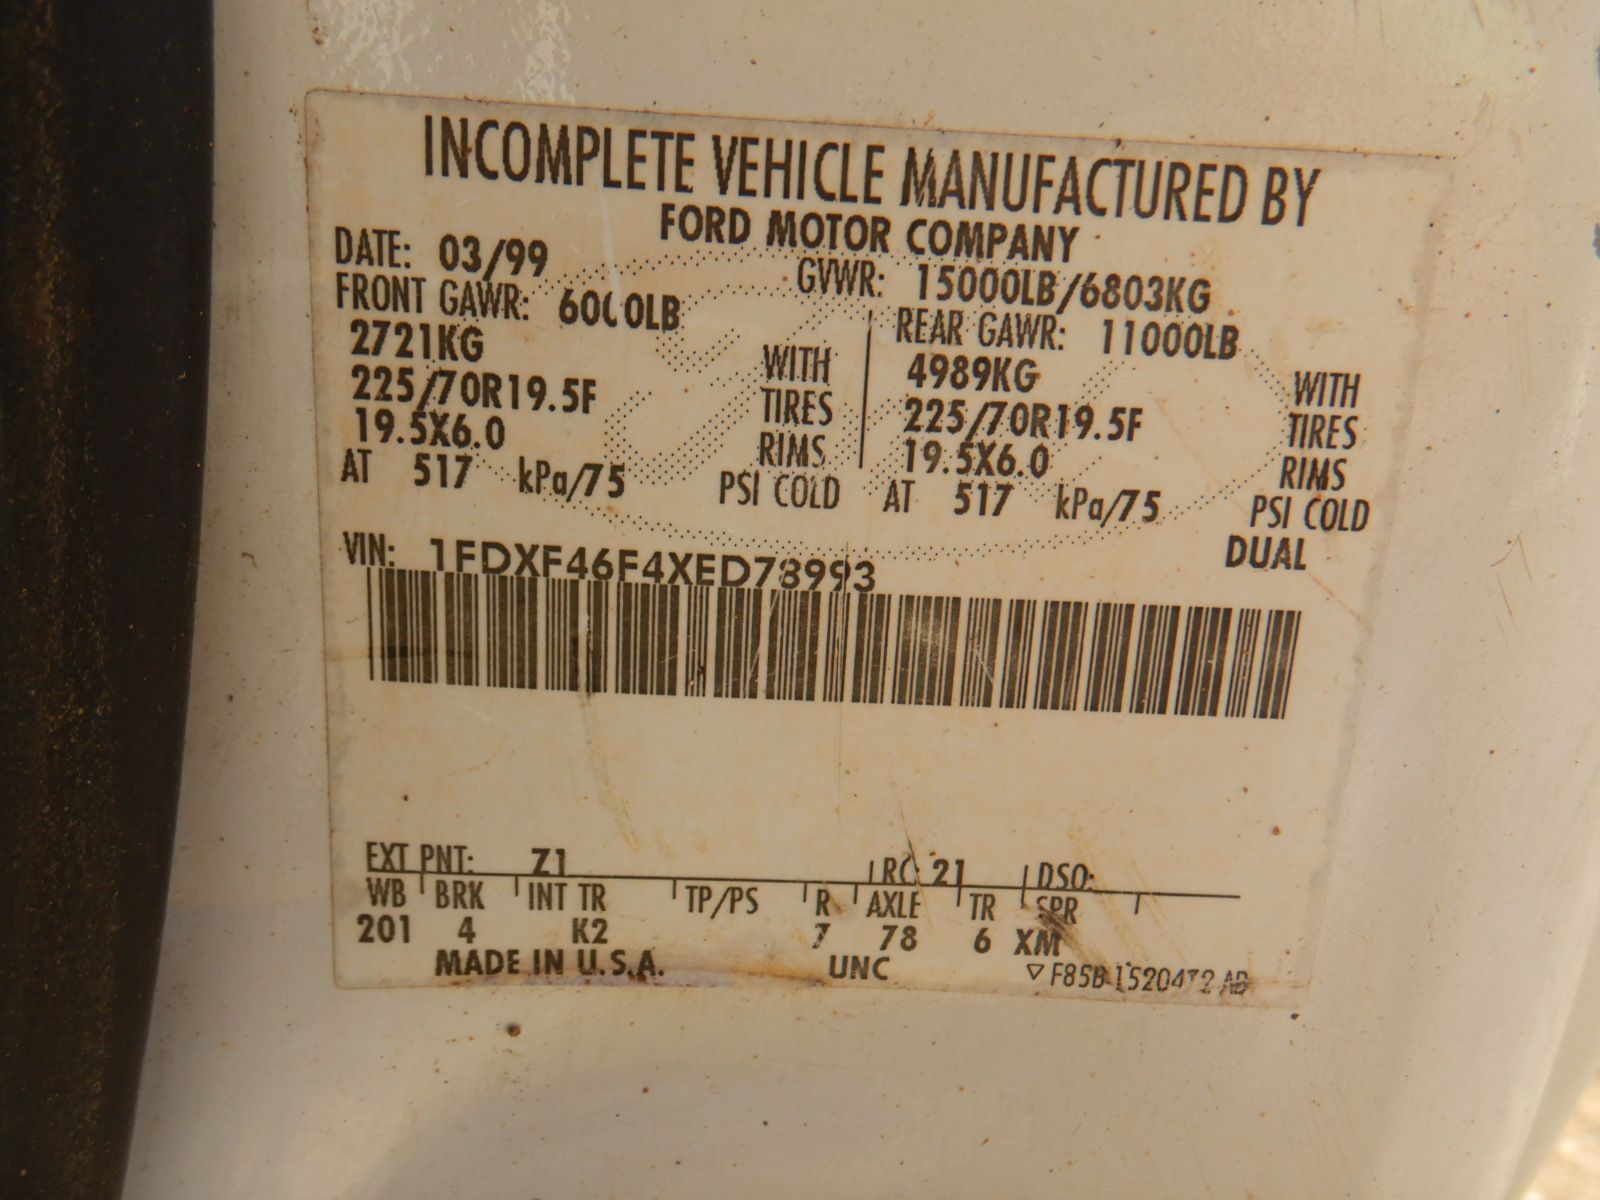 INCOMPLETE VEHICLE MANUFACTURED BY
FORD MOTOR COMPANY
DATE: 03/99 GVWR: 15000LB/6803KG
FRONT GAWR: 6000LB REAR GAWR: 11000LB
2721KG WITH 4989KG WITH
225/70R19.5F TIRES 225/70R19.5F TIRES
19.5X6.0 RIMS 19.5X6.0 RIMS
AT 517 kPa/75 PSI COLD AT 517 kPa/75 PSI COLD
DUAL
VIN: 1FDXF46F4XED78993
EXT PNT: Z1 RC: 21 DSO:
WB BRK INT TR TP/PS R AXLE TR SPR
201 4 K2 7 78 6 XM
MADE IN U.S.A. UNC